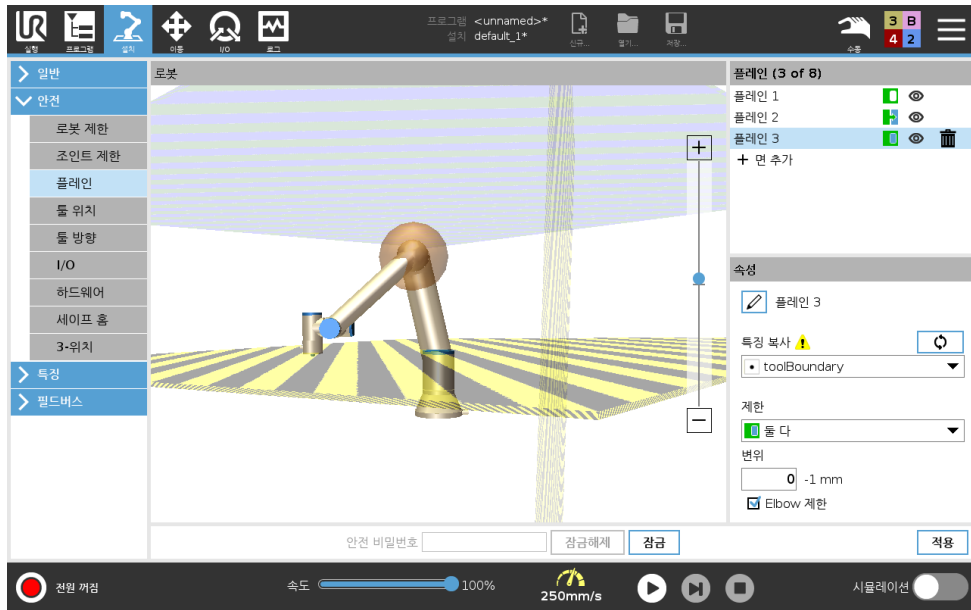 프로그램 <unnamed>*
설치 default_1*
실행 프로그램 설치 이동 I/O 로그
신규... 열기... 저장...
수동
3 B
4 2
일반
안전
로봇 제한
조인트 제한
플레인
툴 위치
툴 방향
I/O
하드웨어
세이프 홈
3-위치
특징
필드버스
로봇
플레인 (3 of 8)
플레인 1
플레인 2
플레인 3
면 추가
속성
플레인 3
특징 복사
toolBoundary
제한
둘 다
변위
0 -1 mm
Elbow 제한
안전 비밀번호 잠금해제 잠금 적용
전원 꺼짐
속도 100%
250mm/s
시뮬레이션